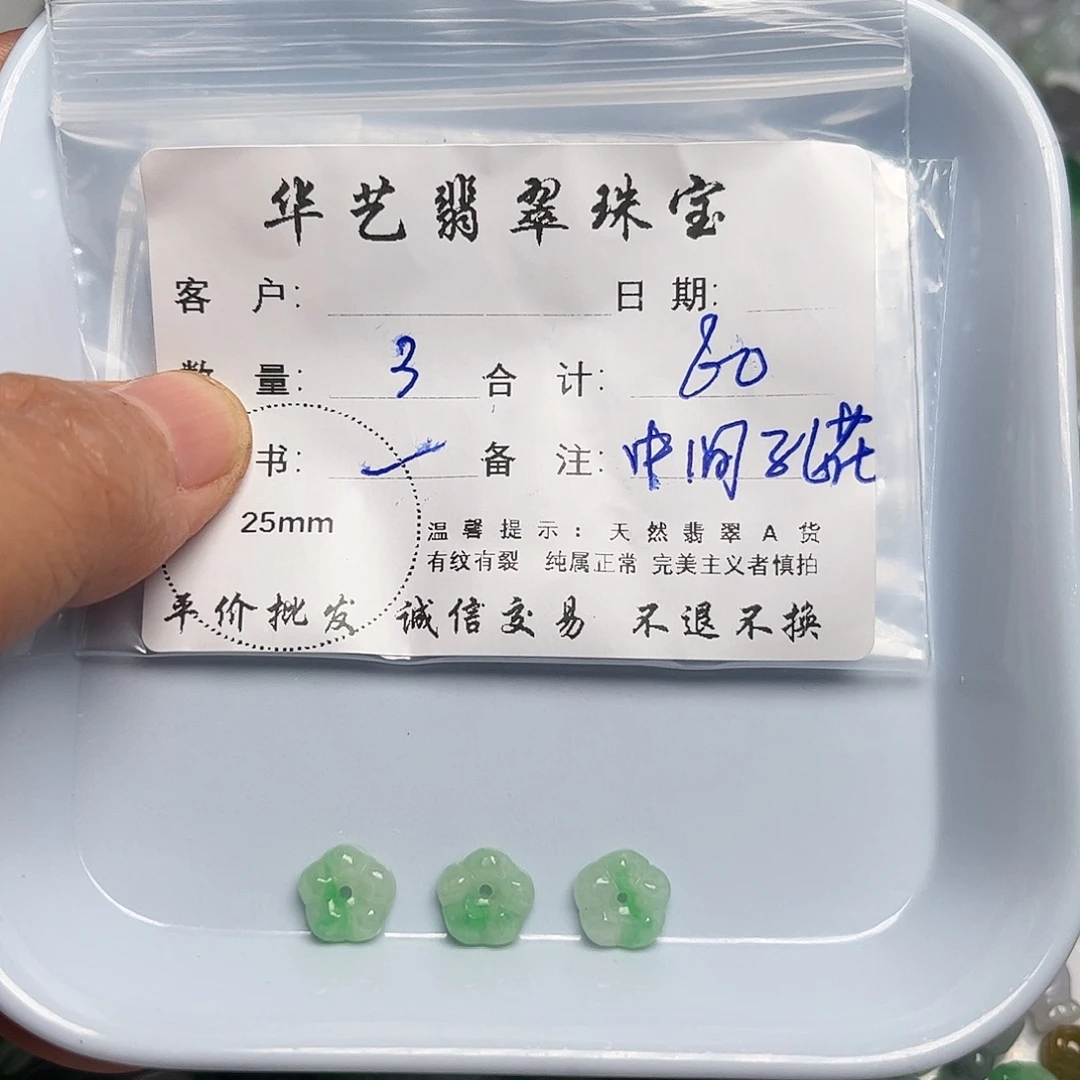 华艺翡翠珠宝
客 户: 日 期:
数 量: 3 合 计:
书: 备 注: 中间孔花
25mm
温馨提示: 天然翡翠A货
有纹有裂 纯属正常 完美主义者慎拍
平价批发 诚信交易 不退不换